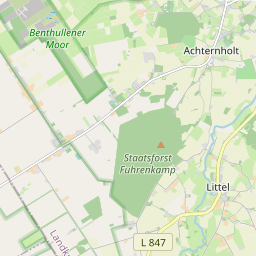 Benthullener
Moor
Achternholt
Staatsforst
Fuhrenkamp
Littel
L 847
Landk